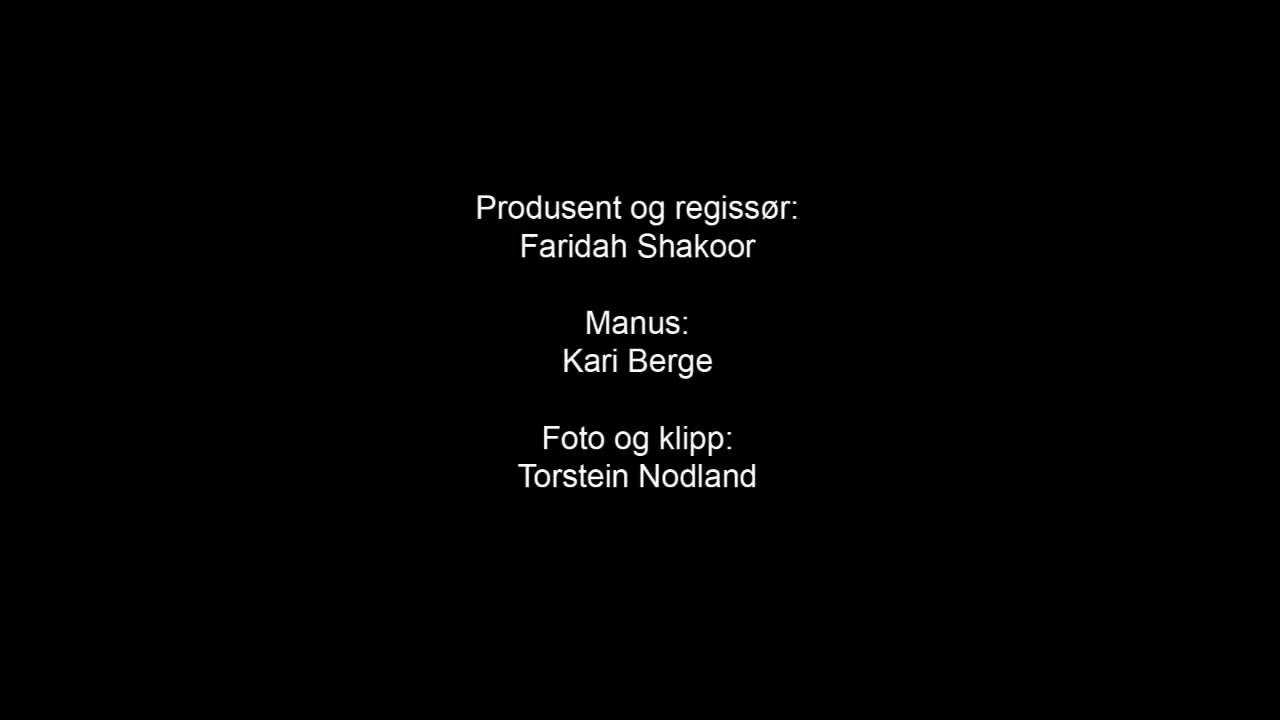 Produsent og regissør:
Faridah Shakoor
Manus:
Kari Berge
Foto og klipp:
Torstein Nodland